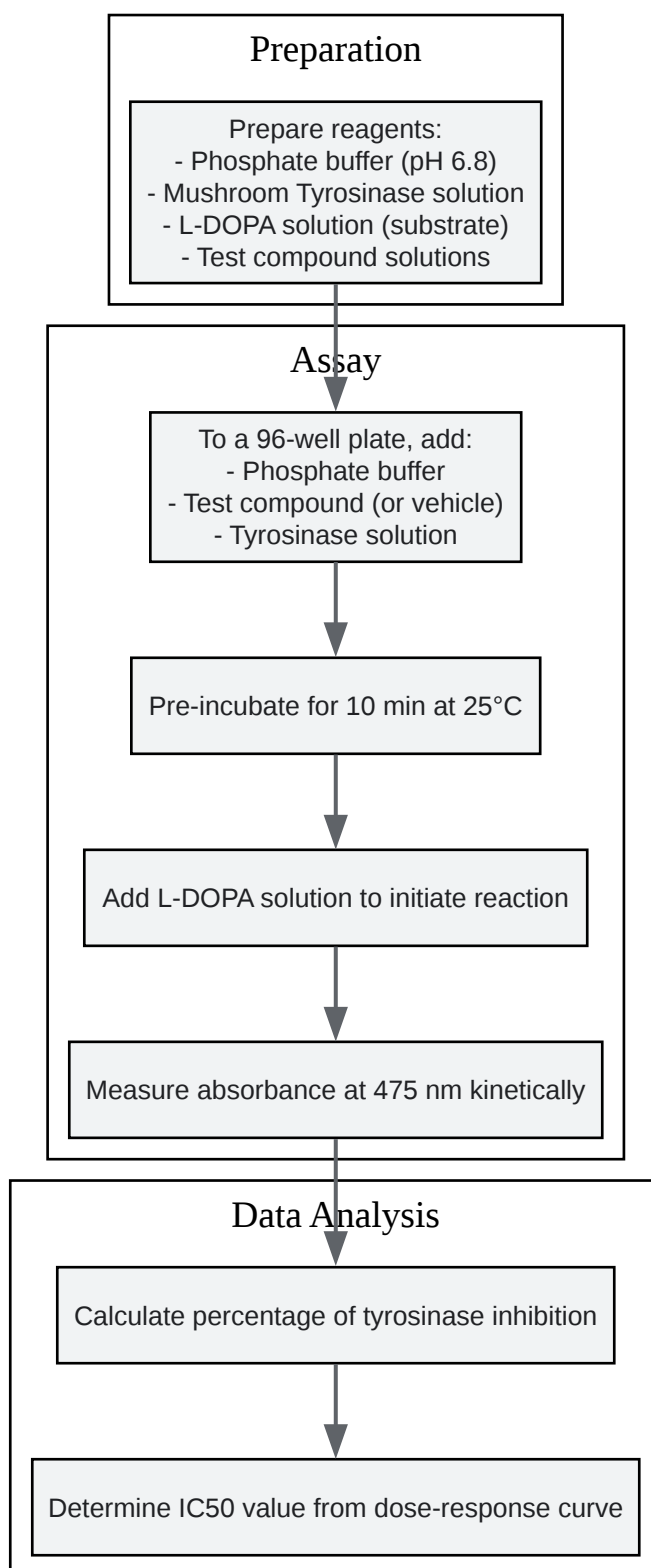 Preparation
Prepare reagents:
- Phosphate buffer (pH 6.8)
- Mushroom Tyrosinase solution
- L-DOPA solution (substrate)
- Test compound solutions
Assay
To a 96-well plate, add:
- Phosphate buffer
- Test compound (or vehicle)
- Tyrosinase solution
Pre-incubate for 10 min at 25°C
Add L-DOPA solution to initiate reaction
Measure absorbance at 475 nm kinetically
Data Analysis
Calculate percentage of tyrosinase inhibition
Determine IC50 value from dose-response curve